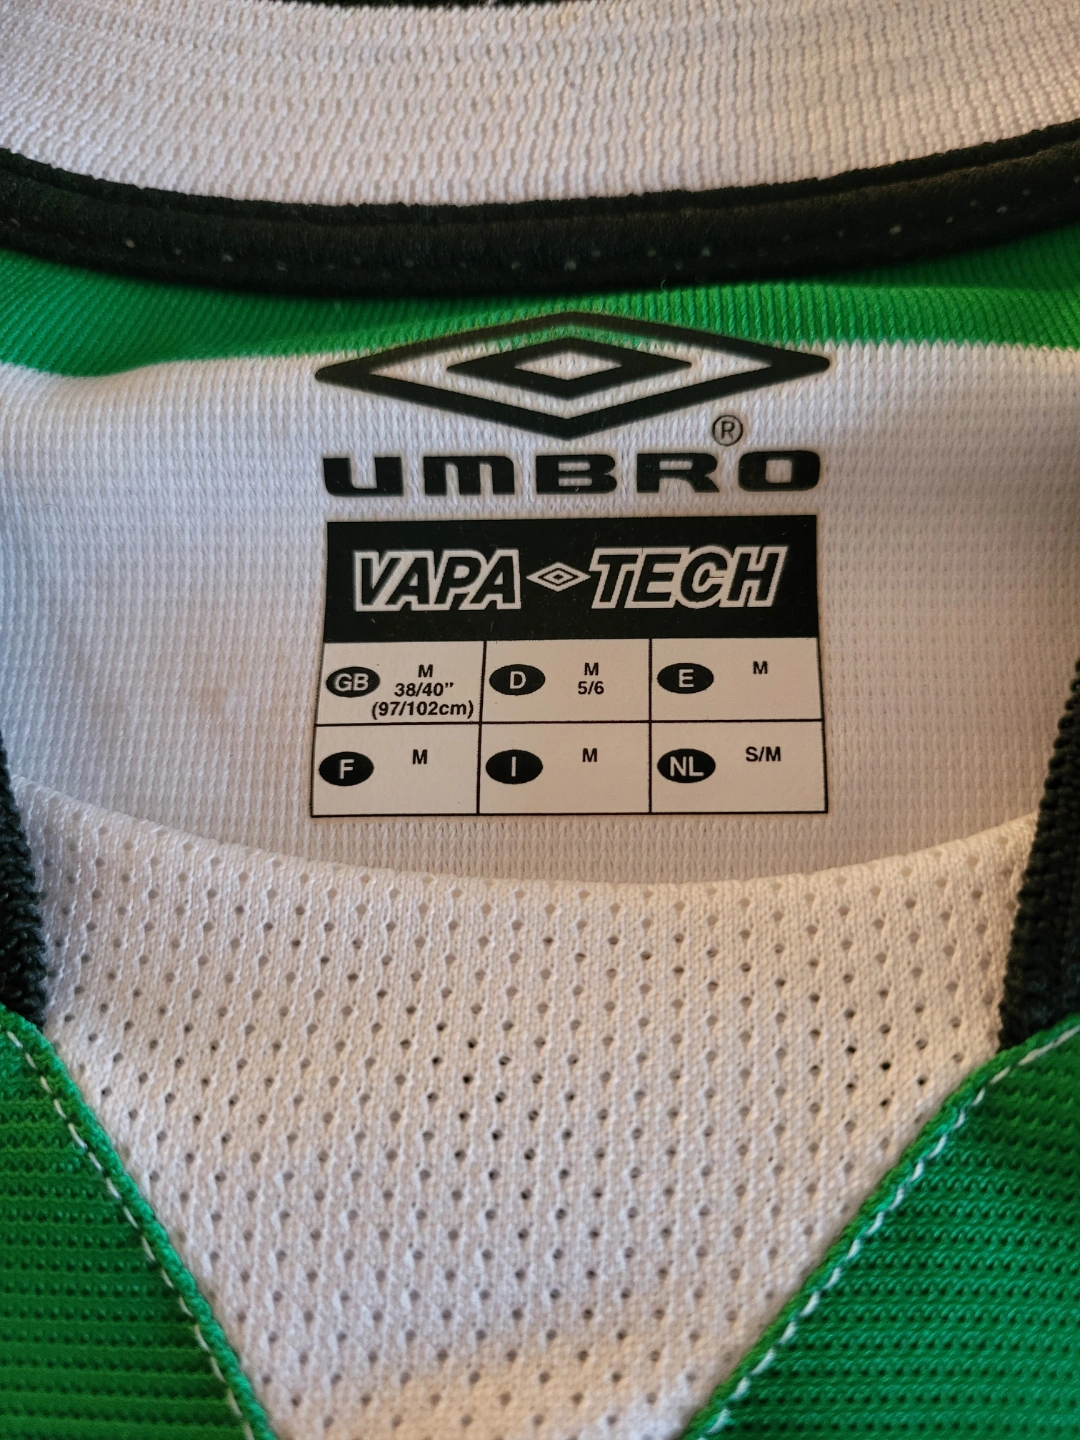 ®
UMBRO
VAPA TECH
GB M
38/40"
(97/102cm)
D M
5/6
E M
F M
I M
NL S/M